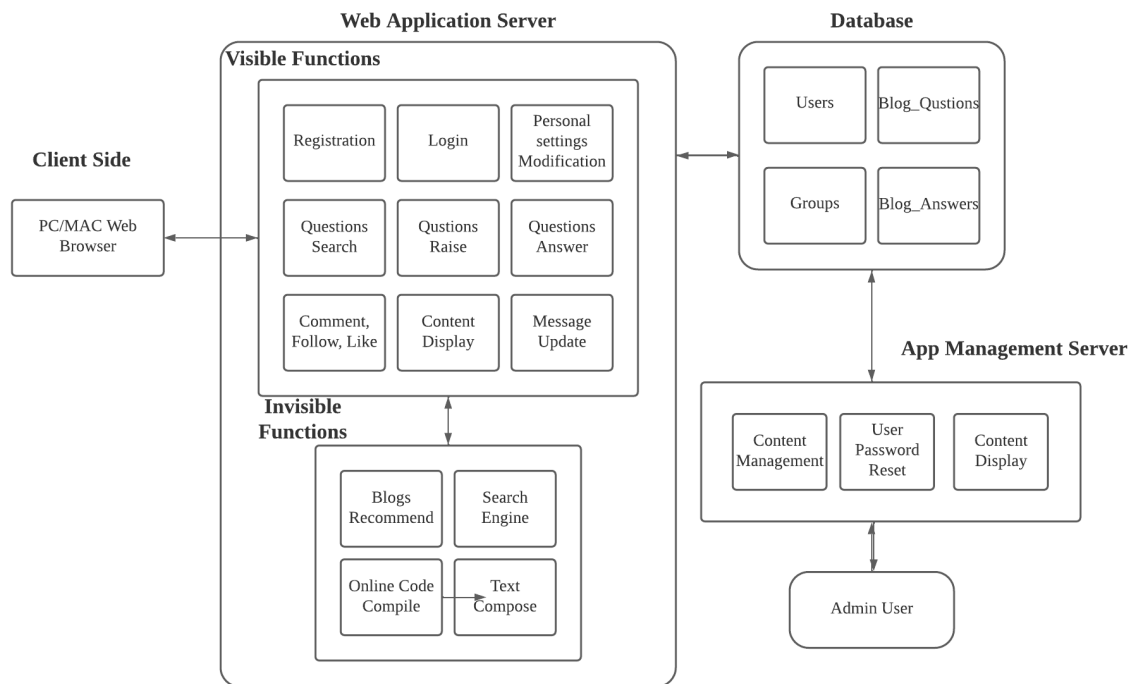 Web Application Server
Database
Visible Functions
Registration
Login
Personal
settings
Modification
Questions
Search
Qustions
Raise
Questions
Answer
Comment,
Follow, Like
Content
Display
Message
Update
Client Side
PC/MAC Web
Browser
Invisible
Functions
Blogs
Recommend
Search
Engine
Online Code
Compile
Text
Compose
Users
Blog_Qustions
Groups
Blog_Answers
App Management Server
Content
Management
User
Password
Reset
Content
Display
Admin User